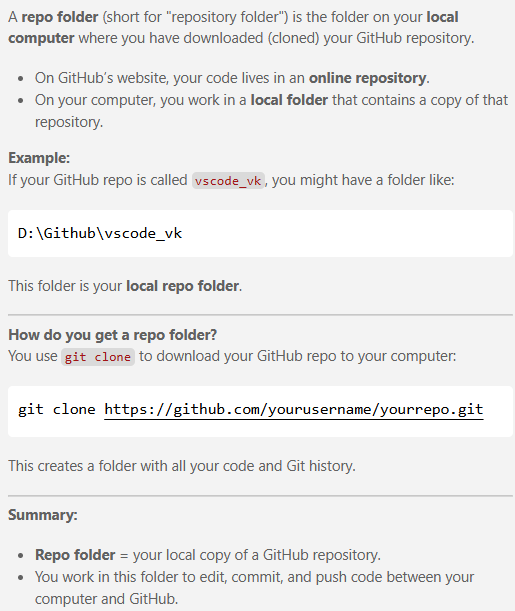 A repo folder (short for "repository folder") is the folder on your local
computer where you have downloaded (cloned) your GitHub repository.
• On GitHub's website, your code lives in an online repository.
• On your computer, you work in a local folder that contains a copy of that
repository.
Example:
If your GitHub repo is called vscode_vk, you might have a folder like:
D:\Github\vscode_vk
This folder is your local repo folder.
How do you get a repo folder?
You use git clone to download your GitHub repo to your computer:
git clone https://github.com/yourusername/yourrepo.git
This creates a folder with all your code and Git history.
Summary:
• Repo folder = your local copy of a GitHub repository.
• You work in this folder to edit, commit, and push code between your
computer and GitHub.